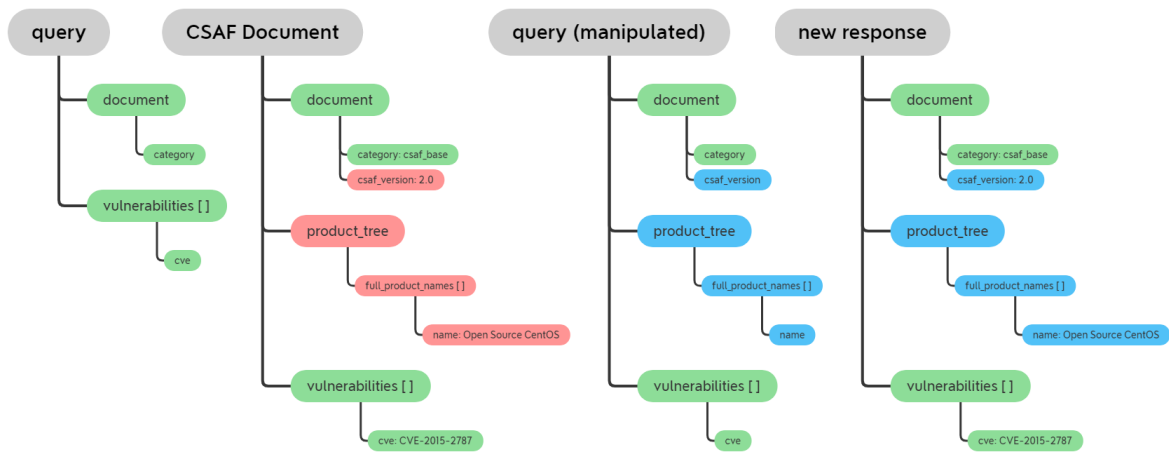 query
document
category
vulnerabilities [ ]
cve
CSAF Document
document
category: csaf_base
csaf_version: 2.0
product_tree
full_product_names [ ]
name: Open Source CentOS
vulnerabilities [ ]
cve: CVE-2015-2787
query (manipulated)
document
category
csaf_version
product_tree
full_product_names [ ]
name
vulnerabilities [ ]
cve
new response
document
category: csaf_base
csaf_version: 2.0
product_tree
full_product_names [ ]
name: Open Source CentOS
vulnerabilities [ ]
cve: CVE-2015-2787